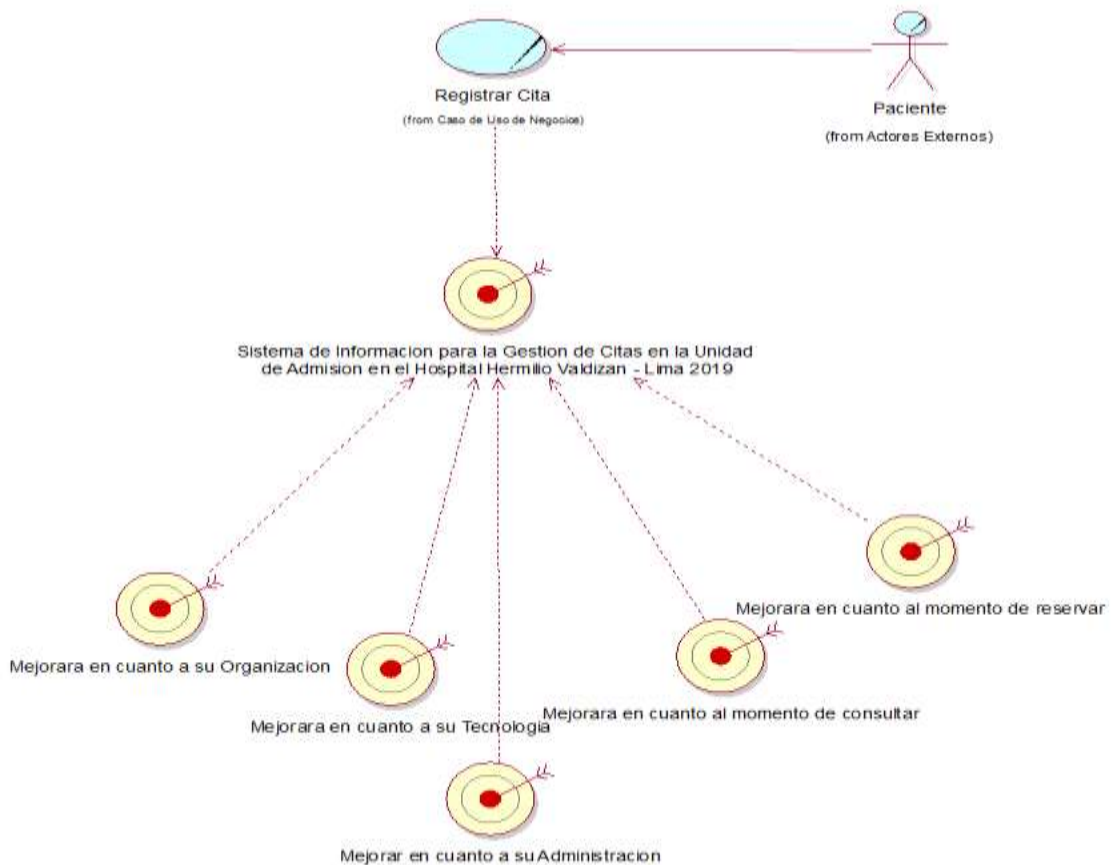 Registrar Cita
(from Caso de Uso de Negocios)
Paciente
(from Actores Externos)
Sistema de Informacion para la Gestion de Citas en la Unidad
de Admision en el Hospital Hermilio Valdizan - Lima 2019
Mejorara en cuanto al momento de reservar
Mejorara en cuanto a su Organizacion
Mejorara en cuanto al momento de consultar
Mejorara en cuanto a su Tecnología
Mejorar en cuanto a su Administracion